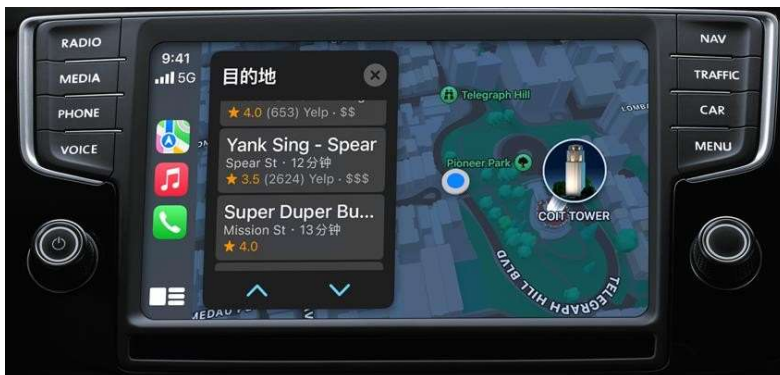 RADIO
MEDIA
PHONE
VOICE
9:41
5G
目的地
★ 4.0 (653) Yelp · $$
Yank Sing - Spear
Spear St · 12分钟
★ 3.5 (2624) Yelp · $$$
Super Duper Bu...
Mission St · 13分钟
★ 4.0
Telegraph Hill
Pioneer Park
COIT TOWER
TELEGRAPH HILL BLVD
NAV
TRAFFIC
CAR
MENU